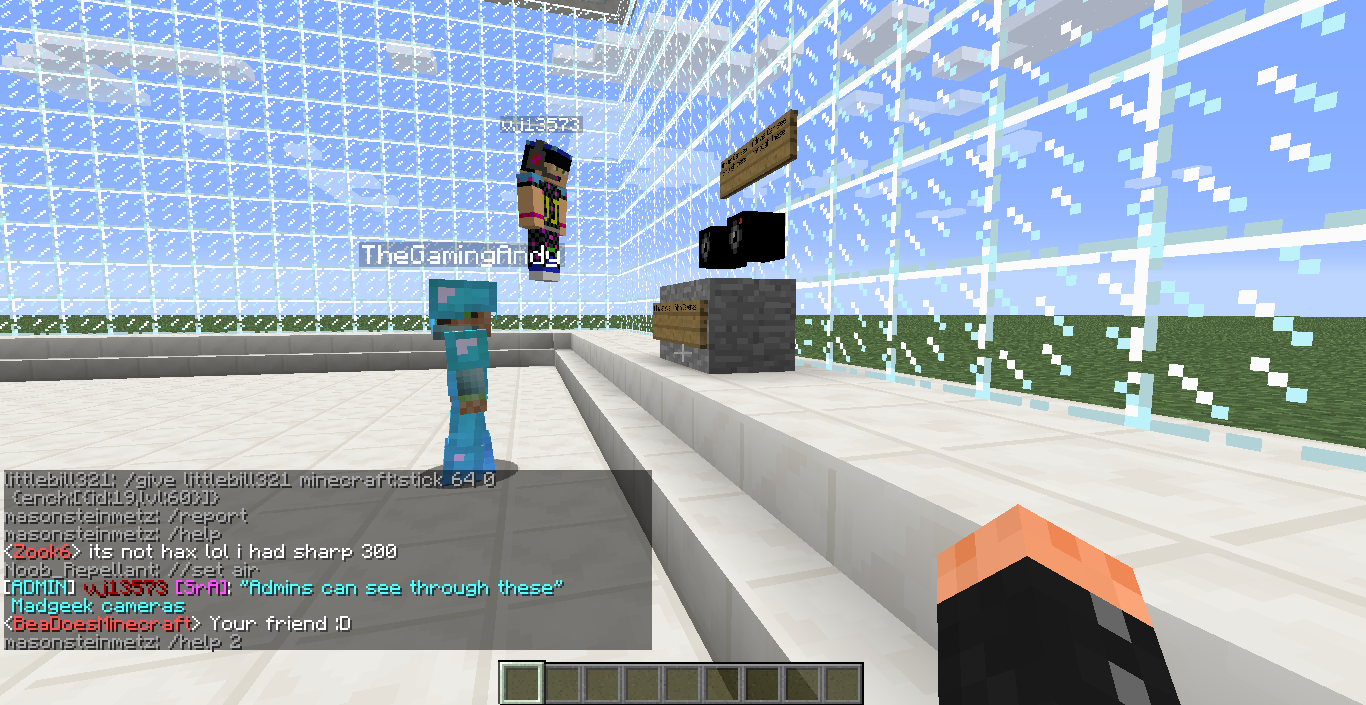 wj13573
TheGamingAndy
littlebill321: /give littlebill321 minecraft:stick 64 0
{ench:[{id:19,lvl:60}]}
masonsteinmetz: /report
masonsteinmetz: /help
<Zook6> its not hax lol i had sharp 300
Noob_Repellant: //set air
[ADMIN] wj13573 [SrA]: "Admins can see through these"
Madgeek cameras
<BeaDoesMinecraft> Your friend :D
masonsteinmetz: /help 2